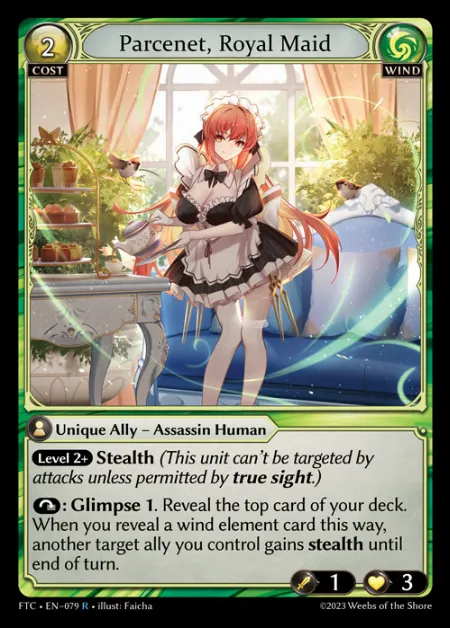 2
Parcenet, Royal Maid
COST
WIND
Unique Ally – Assassin Human
Level 2+ Stealth (This unit can't be targeted by
attacks unless permitted by true sight.)
: Glimpse 1. Reveal the top card of your deck.
When you reveal a wind element card this way,
another target ally you control gains stealth until
end of turn.
1
3
FTC • EN–079 R • illust: Faicha
©2023 Weebs of the Shore